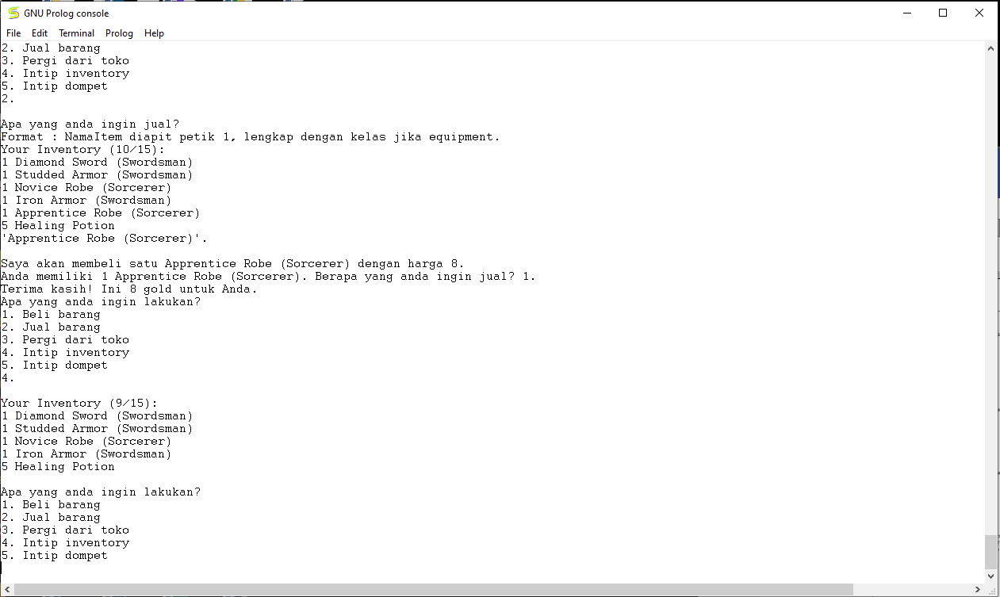 GNU Prolog console
File Edit Terminal Prolog Help
2. Jual barang
3. Pergi dari toko
4. Intip inventory
5. Intip dompet
2.
Apa yang anda ingin jual?
Format : NamaItem diapit petik 1, lengkap dengan kelas jika equipment.
Your Inventory (10/15):
1 Diamond Sword (Swordsman)
1 Studded Armor (Swordsman)
1 Novice Robe (Sorcerer)
1 Iron Armor (Swordsman)
1 Apprentice Robe (Sorcerer)
5 Healing Potion
'Apprentice Robe (Sorcerer)'.
Saya akan membeli satu Apprentice Robe (Sorcerer) dengan harga 8.
Anda memiliki 1 Apprentice Robe (Sorcerer). Berapa yang anda ingin jual? 1.
Terima kasih! Ini 8 gold untuk Anda.
Apa yang anda ingin lakukan?
1. Beli barang
2. Jual barang
3. Pergi dari toko
4. Intip inventory
5. Intip dompet
4.
Your Inventory (9/15):
1 Diamond Sword (Swordsman)
1 Studded Armor (Swordsman)
1 Novice Robe (Sorcerer)
1 Iron Armor (Swordsman)
5 Healing Potion
Apa yang anda ingin lakukan?
1. Beli barang
2. Jual barang
3. Pergi dari toko
4. Intip inventory
5. Intip dompet